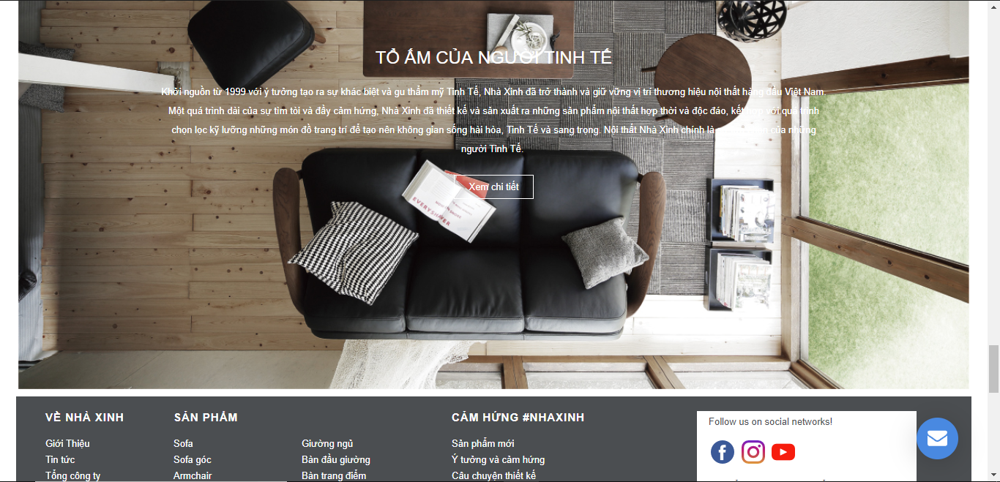 TỔ ẤM CỦA NGƯỜI TINH TẾ
Khởi nguồn từ 1999 với ý tưởng tạo ra sự khác biệt và gu thẩm mỹ Tinh Tế, Nhà Xinh đã trở thành và giữ vững vị trí thương hiệu nội thất hàng đầu Việt Nam.
Một quá trình dài của sự tìm tòi và đầy cảm hứng, Nhà Xinh đã thiết kế và sản xuất ra những sản phẩm nội thất hợp thời và độc đáo, kết hợp với quá trình
chọn lọc kỹ lưỡng những món đồ trang trí để tạo nên không gian sống hài hòa, Tinh Tế và sang trọng. Nội thất Nhà Xinh chính là của những
người Tinh Tế.
Xem chi tiết
VỀ NHÀ XINH
Giới Thiệu
Tin tức
Tổng công ty
SẢN PHẨM
Sofa
Sofa góc
Armchair
Giường ngủ
Bàn đầu giường
Bàn trang điểm
CẢM HỨNG #NHAXINH
Sản phẩm mới
Ý tưởng và cảm hứng
Câu chuyện thiết kế
Follow us on social networks!